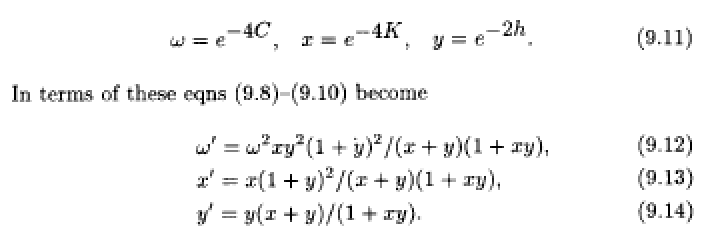 ω = e^{-4C}, x = e^{-4K}, y = e^{-2h}. (9.11)
In terms of these eqns (9.8)–(9.10) become
ω′ = ω²xy²(1 + y)²/(x + y)(1 + xy), (9.12)
x′ = x(1 + y)²/(x + y)(1 + xy), (9.13)
y′ = y(x + y)/(1 + xy). (9.14)